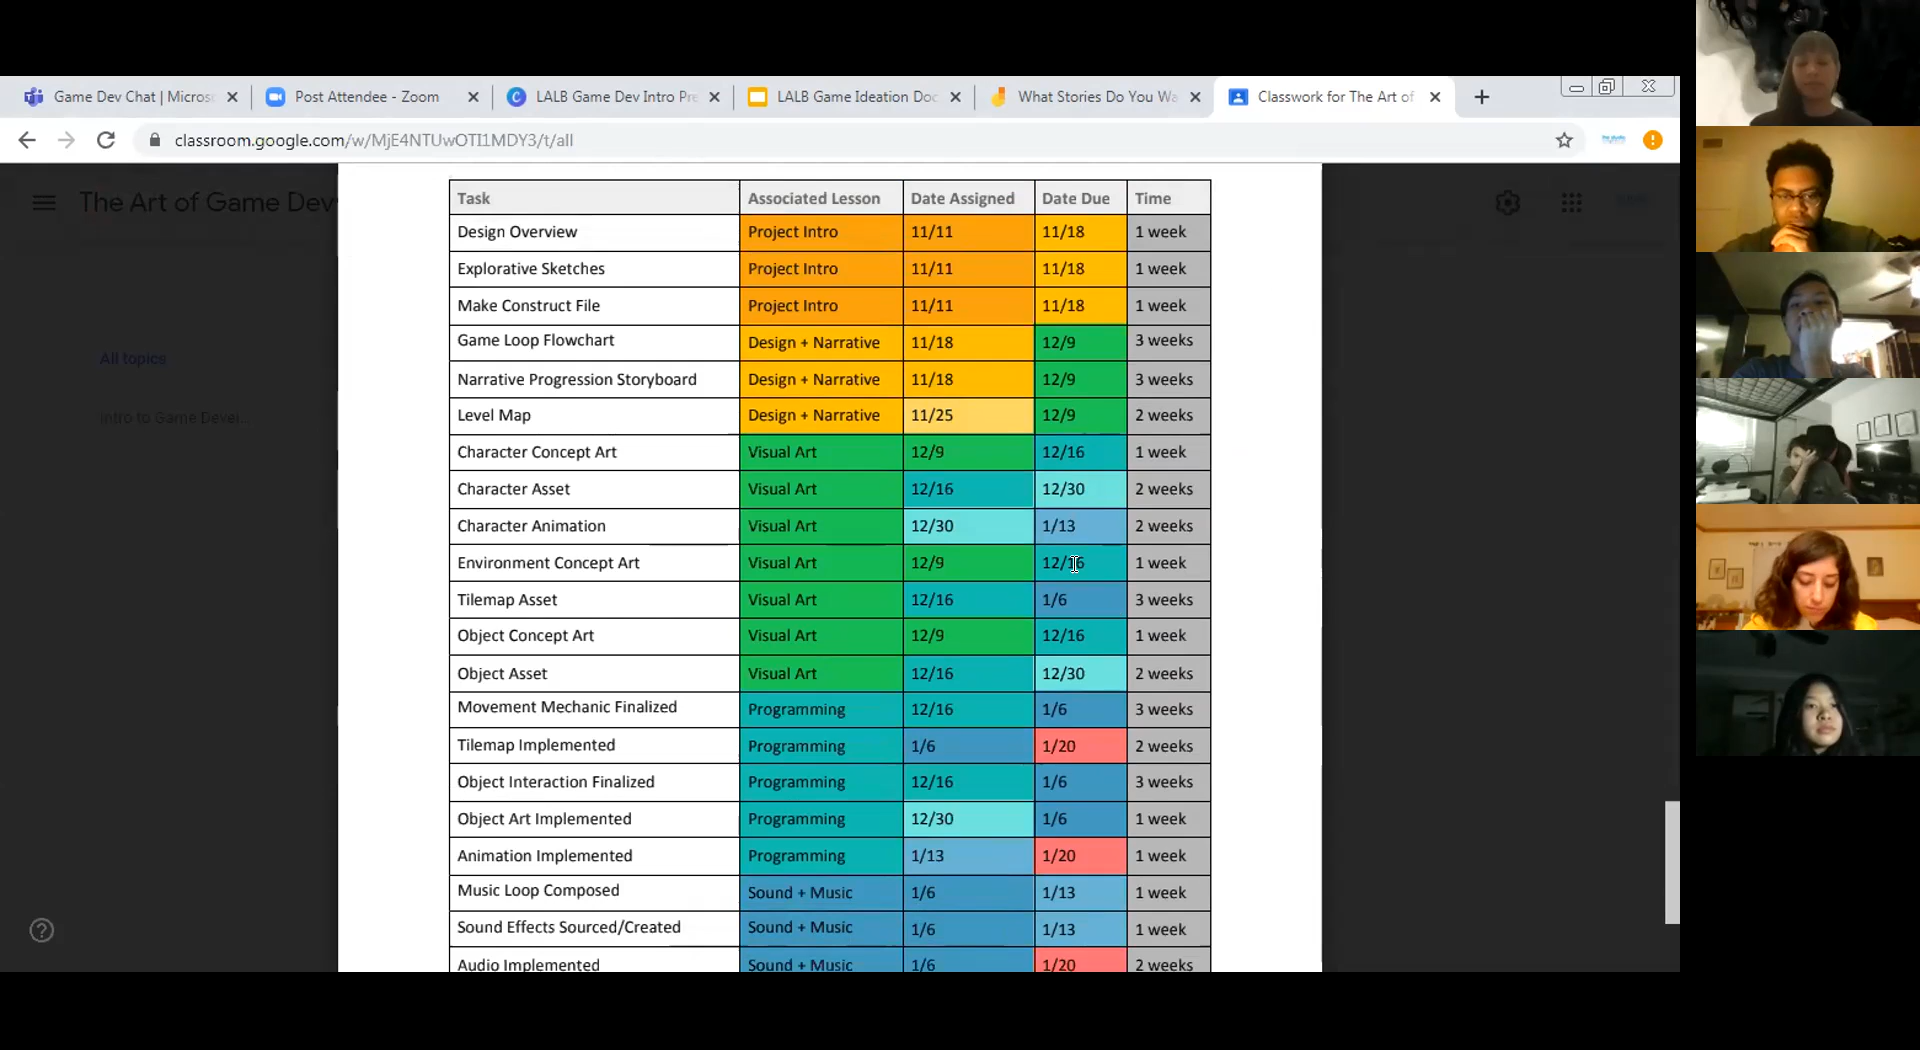 Game Dev Chat | Micros
Post Attendee - Zoom
LALB Game Dev Intro Pre
LALB Game Ideation Doc
What Stories Do You Wa
Classwork for The Art of
classroom.google.com/w/MjE4NTUwOTI1MDY3/t/all
The Art of Game Dev
All topics
Intro to Game Devel...
Task Associated Lesson Date Assigned Date Due Time
Design Overview Project Intro 11/11 11/18 1 week
Explorative Sketches Project Intro 11/11 11/18 1 week
Make Construct File Project Intro 11/11 11/18 1 week
Game Loop Flowchart Design + Narrative 11/18 12/9 3 weeks
Narrative Progression Storyboard Design + Narrative 11/18 12/9 3 weeks
Level Map Design + Narrative 11/25 12/9 2 weeks
Character Concept Art Visual Art 12/9 12/16 1 week
Character Asset Visual Art 12/16 12/30 2 weeks
Character Animation Visual Art 12/30 1/13 2 weeks
Environment Concept Art Visual Art 12/9 12/16 1 week
Tilemap Asset Visual Art 12/16 1/6 3 weeks
Object Concept Art Visual Art 12/9 12/16 1 week
Object Asset Visual Art 12/16 12/30 2 weeks
Movement Mechanic Finalized Programming 12/16 1/6 3 weeks
Tilemap Implemented Programming 1/6 1/20 2 weeks
Object Interaction Finalized Programming 12/16 1/6 3 weeks
Object Art Implemented Programming 12/30 1/6 1 week
Animation Implemented Programming 1/13 1/20 1 week
Music Loop Composed Sound + Music 1/6 1/13 1 week
Sound Effects Sourced/Created Sound + Music 1/6 1/13 1 week
Audio Implemented Sound + Music 1/6 1/20 2 weeks